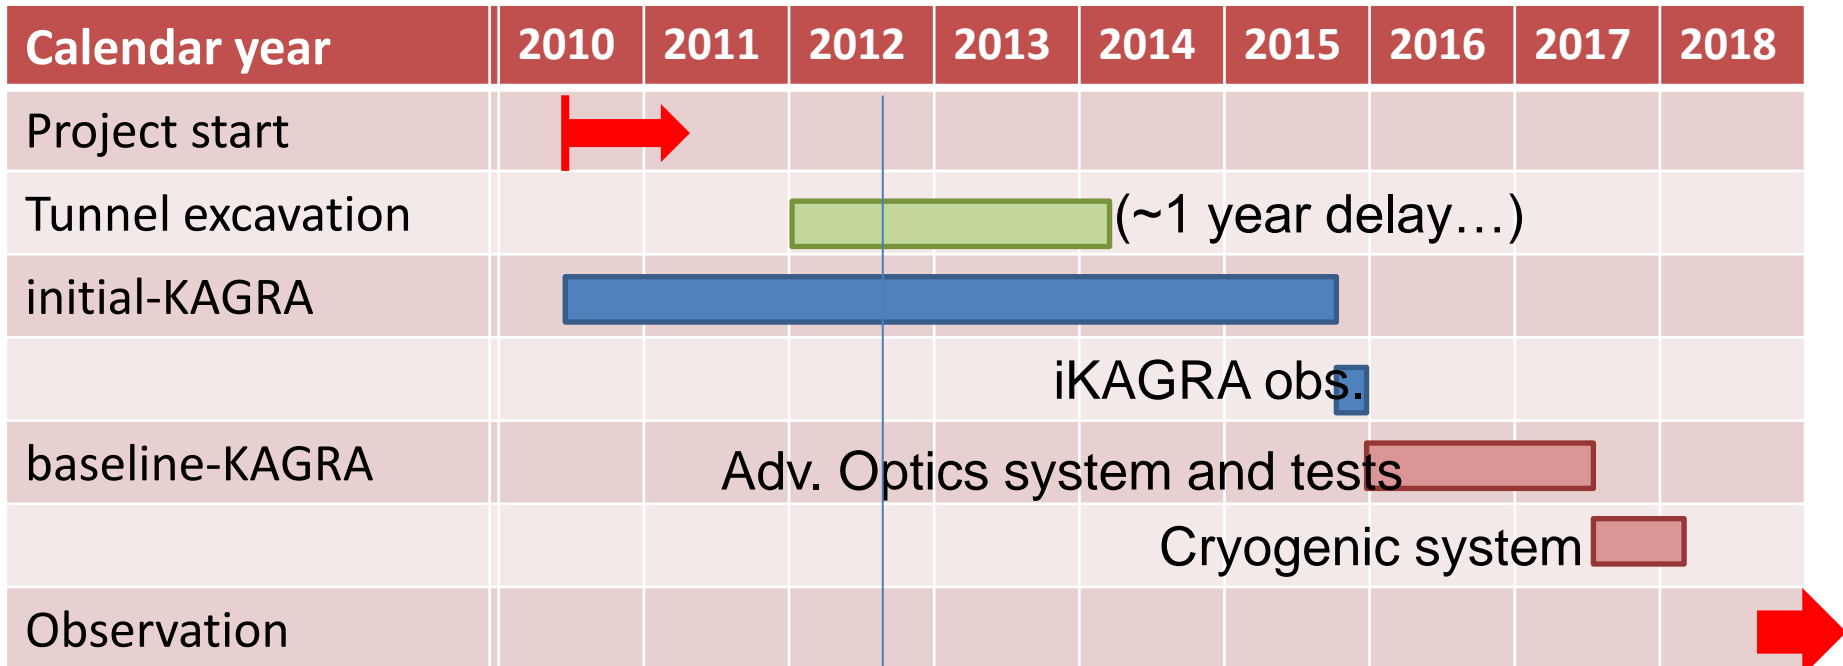 Calendar year 2010 2011 2012 2013 2014 2015 2016 2017 2018
Project start
Tunnel excavation (~1 year delay…)
initial-KAGRA
iKAGRA obs.
baseline-KAGRA Adv. Optics system and tests
Cryogenic system
Observation